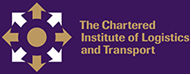 The Chartered
Institute of Logistics
and Transport